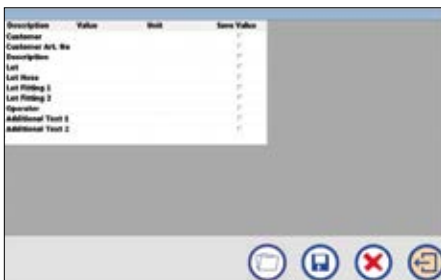 Description Value Unit Save Value
Customer
Customer Art. No
Description
Lot
Lot Hose
Lot Fitting 1
Lot Fitting 2
Operator
Additional Text 1
Additional Text 2